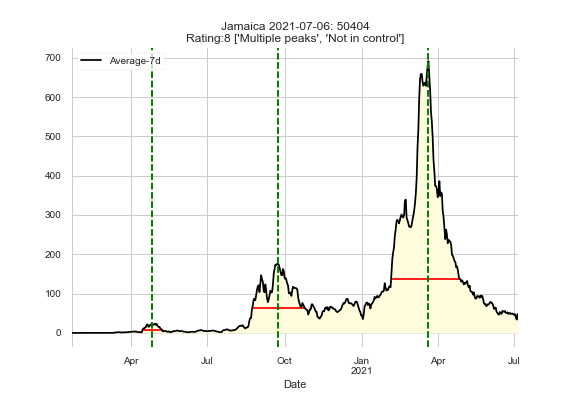 Jamaica 2021-07-06: 50404
Rating:8 ['Multiple peaks', 'Not in control']
Average-7d
700
600
500
400
300
200
100
0
Apr
Jul
Oct
Jan
2021
Apr
Jul
Date